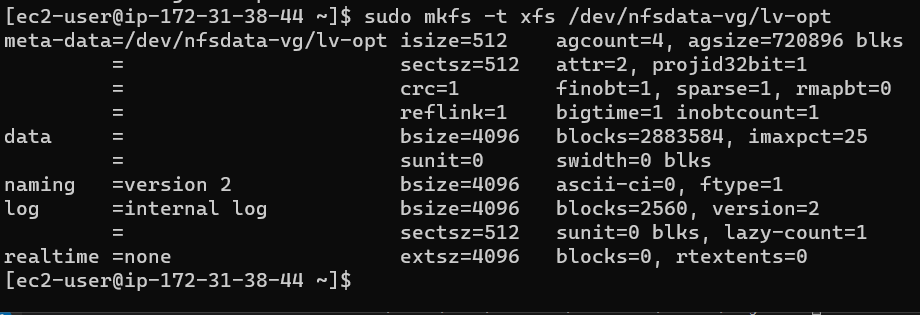 [ec2-user@ip-172-31-38-44 ~]$ sudo mkfs -t xfs /dev/nfsdata-vg/lv-opt
meta-data=/dev/nfsdata-vg/lv-opt isize=512    agcount=4, agsize=720896 blks
         =                       sectsz=512   attr=2, projid32bit=1
         =                       crc=1        finobt=1, sparse=1, rmapbt=0
         =                       reflink=1    bigtime=1 inobtcount=1
data     =                       bsize=4096   blocks=2883584, imaxpct=25
         =                       sunit=0      swidth=0 blks
naming   =version 2              bsize=4096   ascii-ci=0, ftype=1
log      =internal log           bsize=4096   blocks=2560, version=2
         =                       sectsz=512   sunit=0 blks, lazy-count=1
realtime =none                   extsz=4096   blocks=0, rtextents=0
[ec2-user@ip-172-31-38-44 ~]$